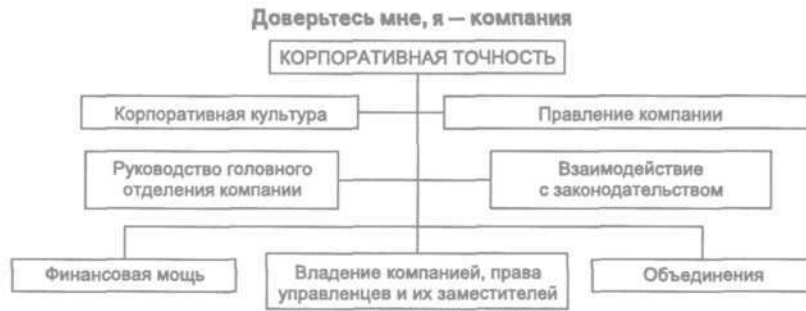 Доверьтесь мне, я — компания
КОРПОРАТИВНАЯ ТОЧНОСТЬ
Корпоративная культура
Правление компании
Руководство головного
отделения компании
Взаимодействие
с законодательством
Финансовая мощь
Владение компанией, права
управленцев и их заместителей
Объединения